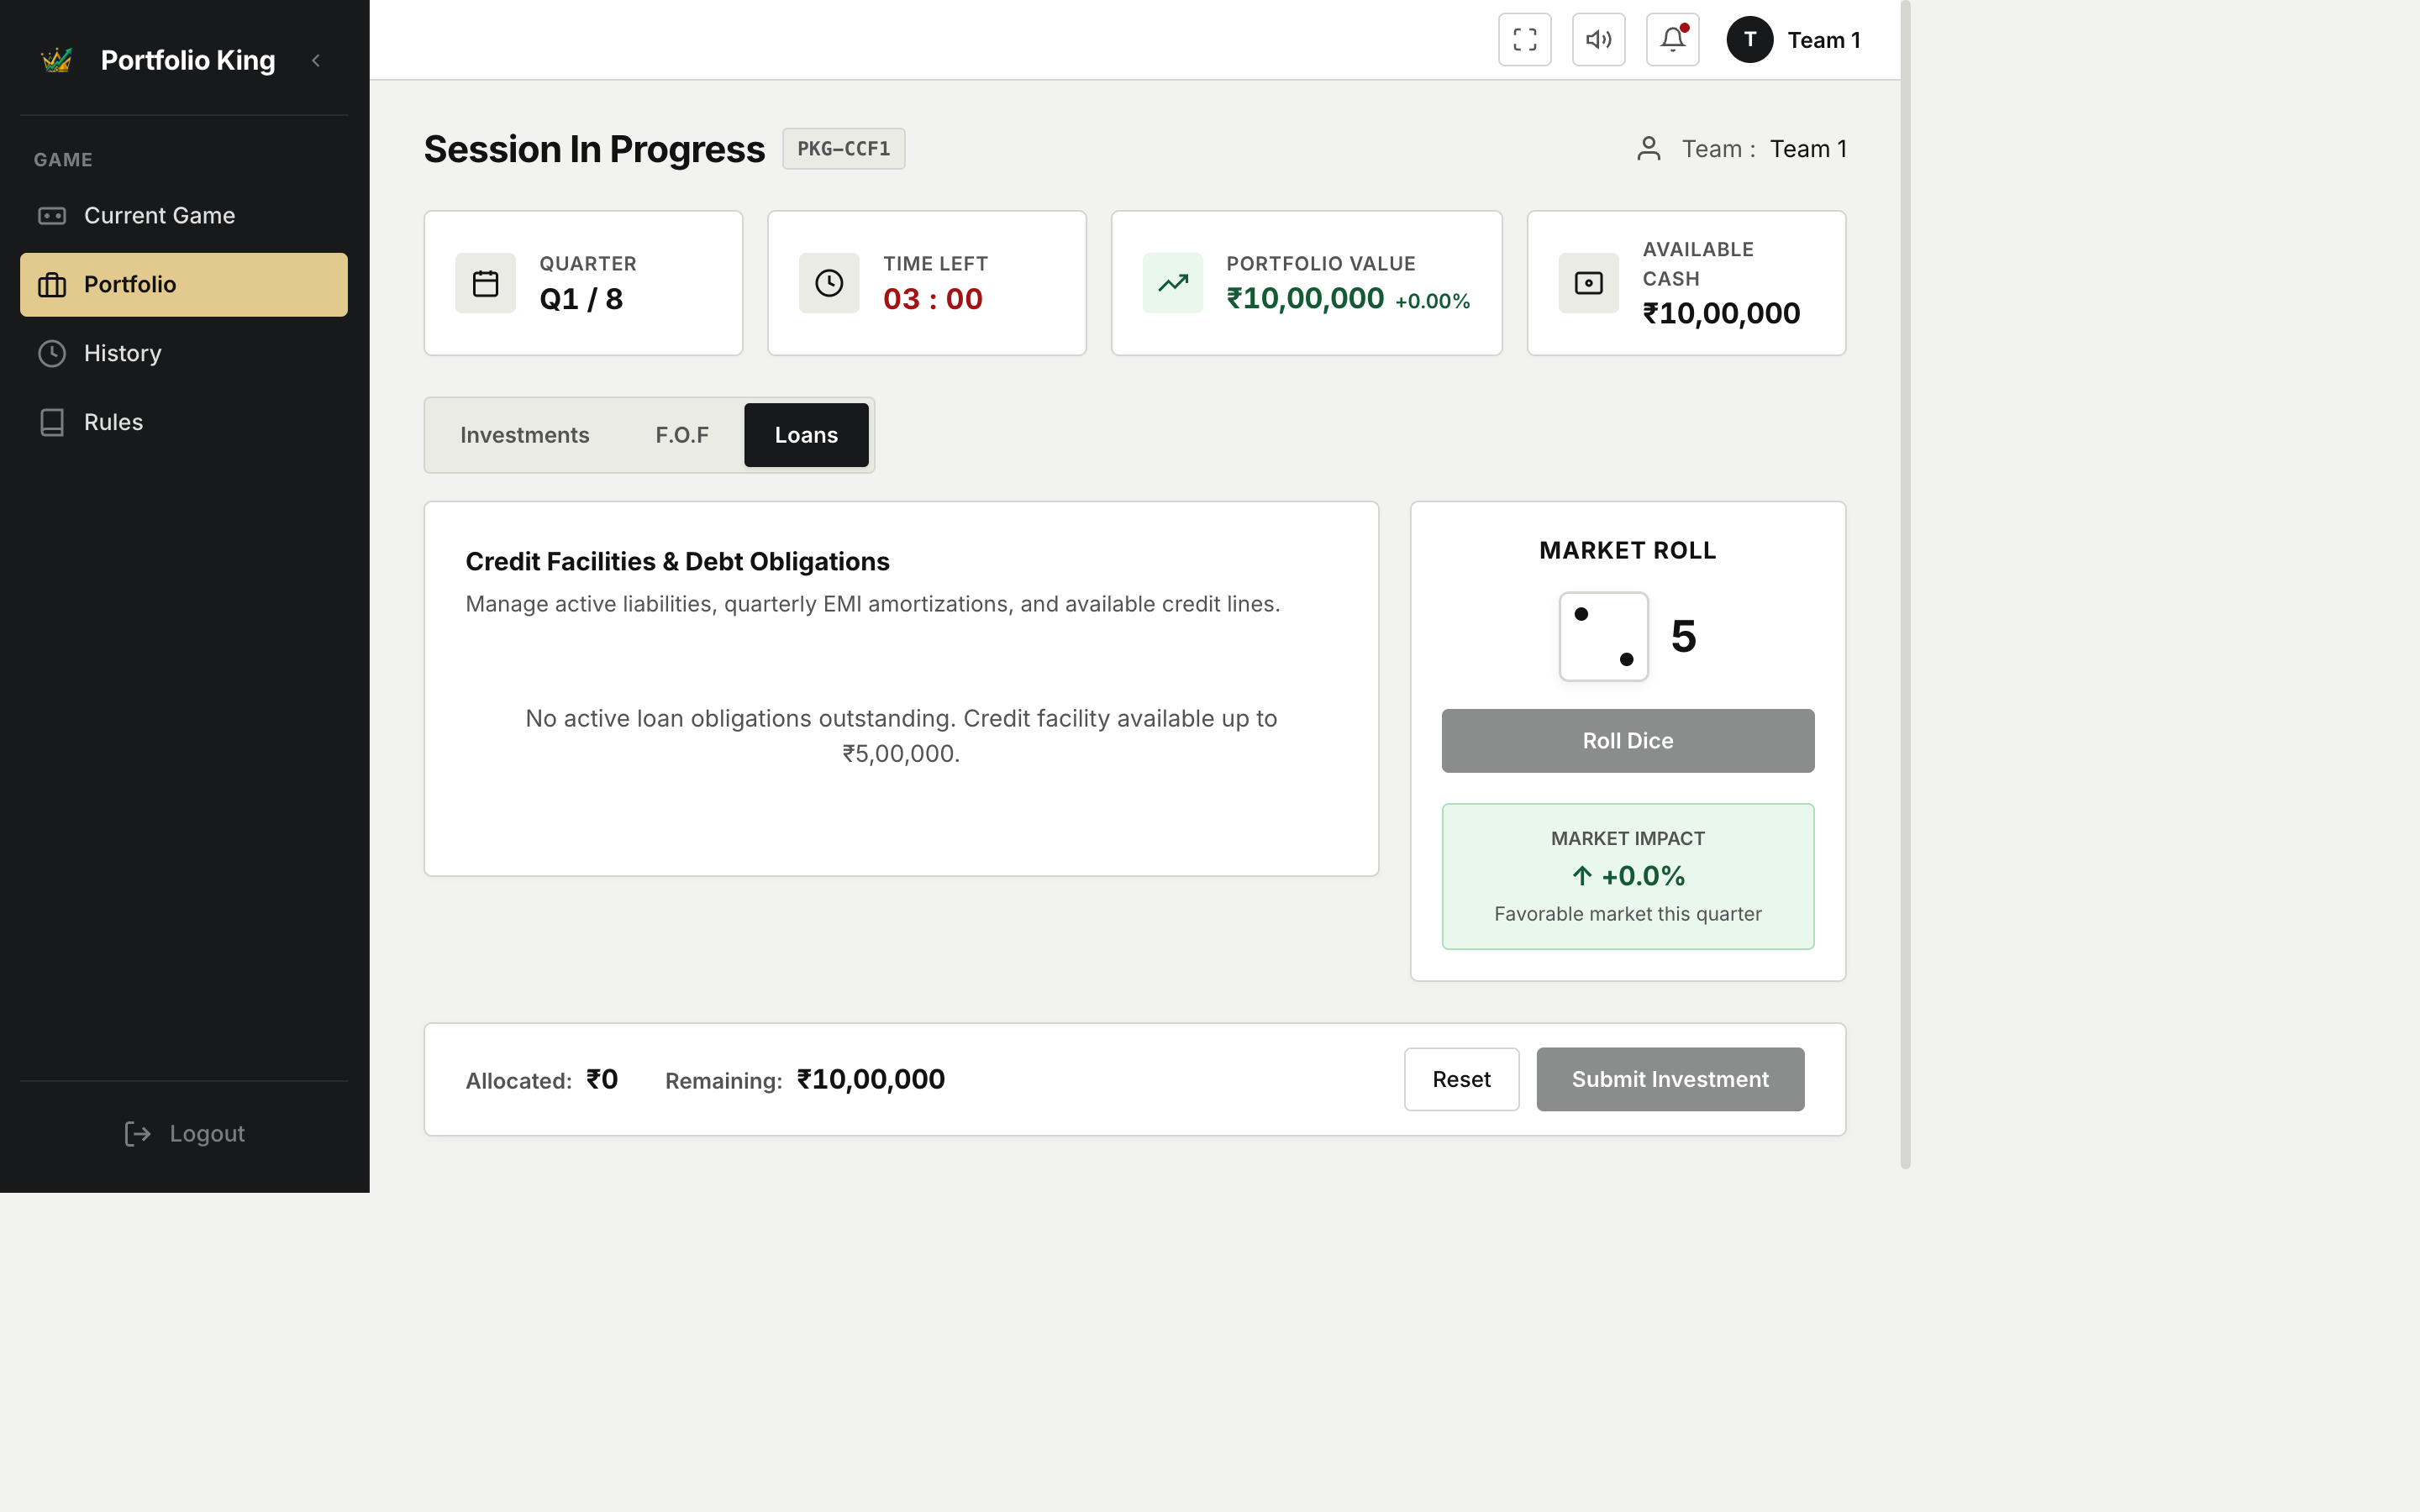 Portfolio King
Team 1
T
GAME
Current Game
Portfolio
History
Rules
Logout
Session In Progress
PKG-CCF1
Team : Team 1
QUARTER
Q1 / 8
TIME LEFT
03 : 00
PORTFOLIO VALUE
₹10,00,000 +0.00%
AVAILABLE
CASH
₹10,00,000
Investments
F.O.F
Loans
Credit Facilities & Debt Obligations
Manage active liabilities, quarterly EMI amortizations, and available credit lines.
No active loan obligations outstanding. Credit facility available up to
₹5,00,000.
MARKET ROLL
5
Roll Dice
MARKET IMPACT
↑ +0.0%
Favorable market this quarter
Allocated: ₹0
Remaining: ₹10,00,000
Reset
Submit Investment